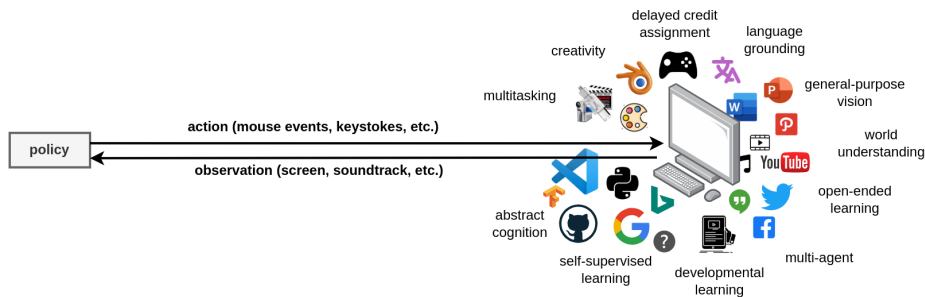 delayed credit
assignment
language
grounding
creativity
general-purpose
vision
multitasking
W
P
action (mouse events, keystokes, etc.)
world
understanding
policy
YouTube
observation (screen, soundtrack, etc.)
open-ended
learning
abstract
cognition
G
?
multi-agent
self-supervised
learning
developmental
learning